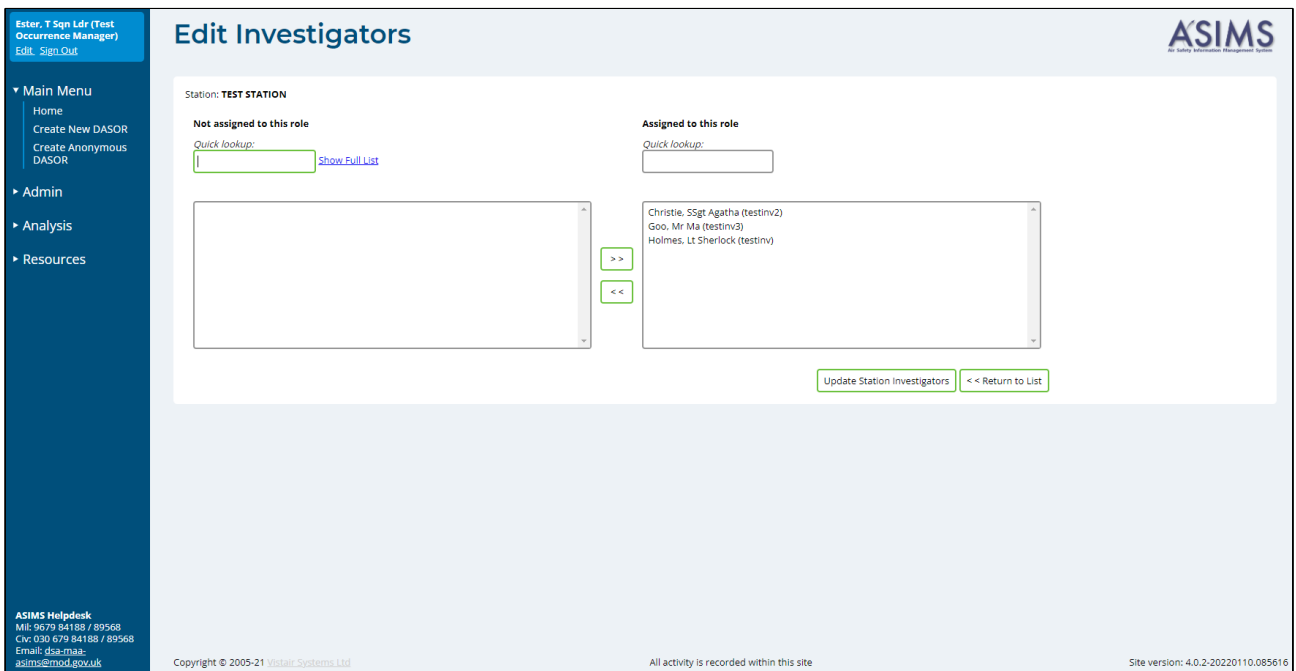 Ester, T Sqn Ldr (Test
Occurrence Manager)
Edit Sign Out
▾ Main Menu
Home
Create New DASOR
Create Anonymous
DASOR
▸ Admin
▸ Analysis
▸ Resources
ASIMS Helpdesk
Mil: 9679 84188 / 89568
Civ: 030 679 84188 / 89568
Email: dsa-maa-
asims@mod.gov.uk
Edit Investigators
ASIMS
Air Safety Information Management System
Station: TEST STATION
Not assigned to this role
Quick lookup:
Show Full List
Assigned to this role
Quick lookup:
> >
< <
Christie, SSgt Agatha (testinv2)
Goo, Mr Ma (testinv3)
Holmes, Lt Sherlock (testinv)
Update Station Investigators
< < Return to List
Copyright © 2005-21 Vistair Systems Ltd
All activity is recorded within this site
Site version: 4.0.2-20220110.085616